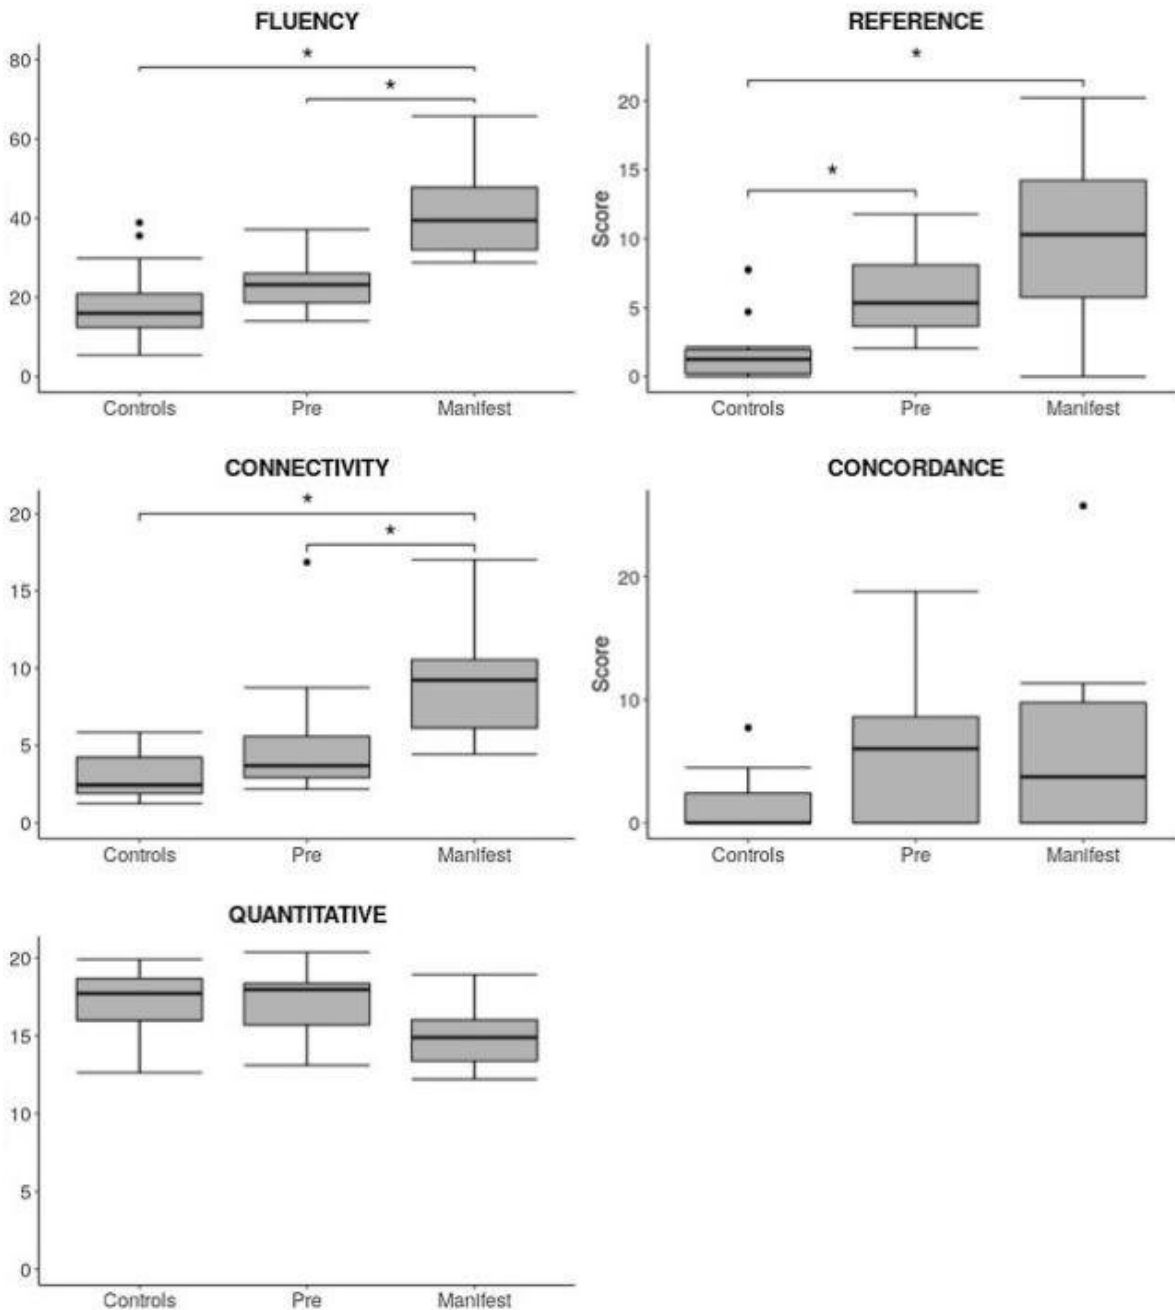 FLUENCY
*
*
80
60
40
20
0
Controls Pre Manifest
REFERENCE
*
*
Score
20
15
10
5
0
Controls Pre Manifest
CONNECTIVITY
*
*
20
15
10
5
0
Controls Pre Manifest
CONCORDANCE
Score
20
10
0
Controls Pre Manifest
QUANTITATIVE
20
15
10
5
0
Controls Pre Manifest